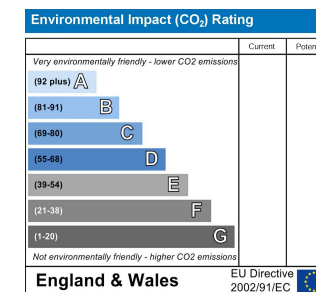 Environmental Impact (CO₂) Rating
Current Poten
Very environmentally friendly - lower CO2 emissions
(92 plus) A
(81-91) B
(69-80) C
(55-68) D
(39-54) E
(21-38) F
(1-20) G
Not environmentally friendly - higher CO2 emissions
England & Wales
EU Directive
2002/91/EC